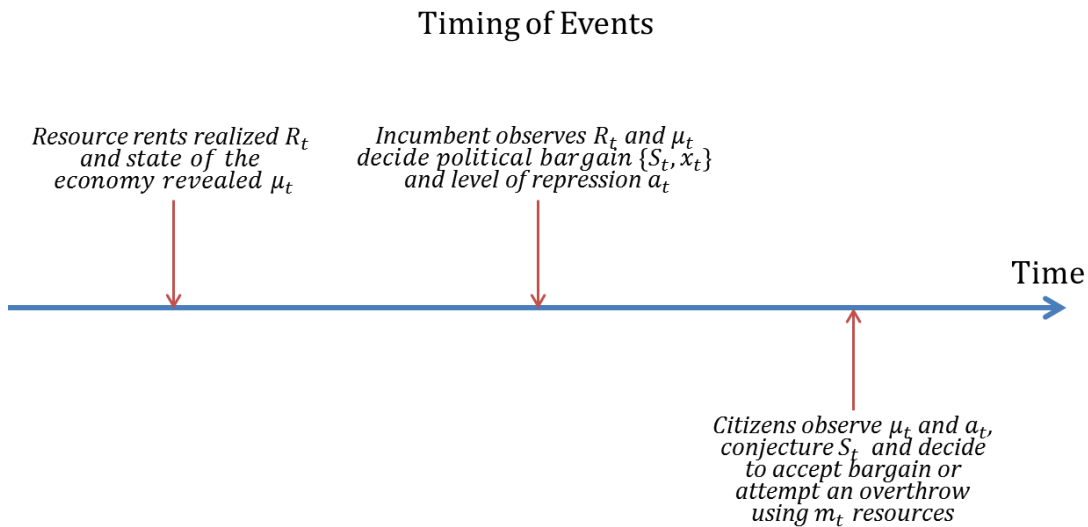 Timing of Events
Resource rents realized R_t
and state of the
economy revealed μ_t
Incumbent observes R_t and μ_t
decide political bargain {S_t, x_t}
and level of repression a_t
Time
Citizens observe μ_t and a_t,
conjecture S_t and decide
to accept bargain or
attempt an overthrow
using m_t resources